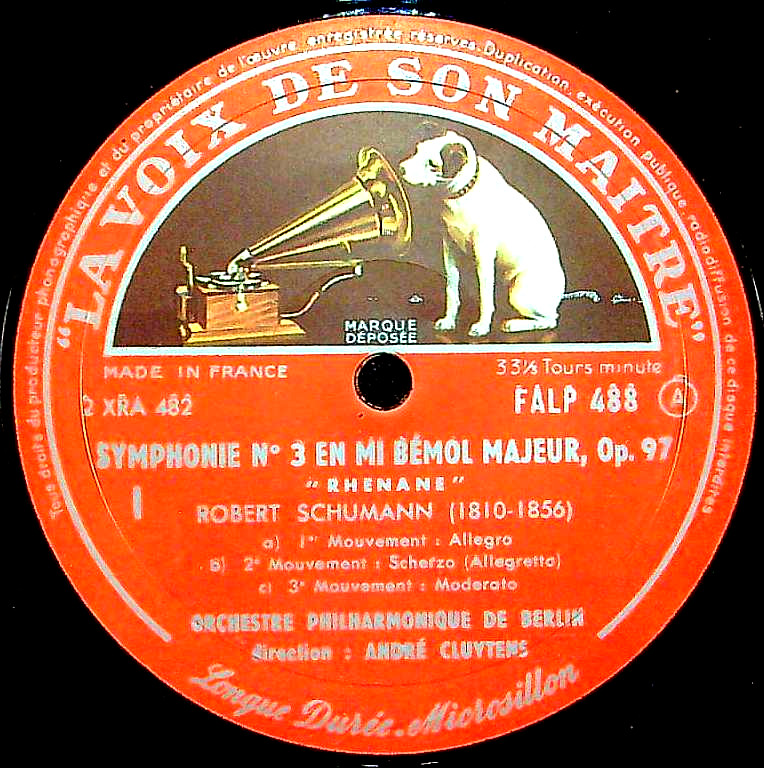 Tous droits du producteur phonographique et du propriétaire de l'œuvre enregistrée réservés. Duplication, exécution publique, radiodiffusion de ce disque interdites
"LA VOIX DE SON MAITRE"
MARQUE
DÉPOSÉE
MADE IN FRANCE
33⅓ Tours minute
2 XRA 482
FALP 488 A
SYMPHONIE Nº 3 EN MI BÉMOL MAJEUR, Op. 97
"RHENANE"
I
ROBERT SCHUMANN (1810-1856)
a) 1er Mouvement : Allegro
b) 2e Mouvement : Scherzo (Allegretto)
c) 3e Mouvement : Moderato
ORCHESTRE PHILHARMONIQUE DE BERLIN
direction : ANDRÉ CLUYTENS
Longue Durée. Microsillon